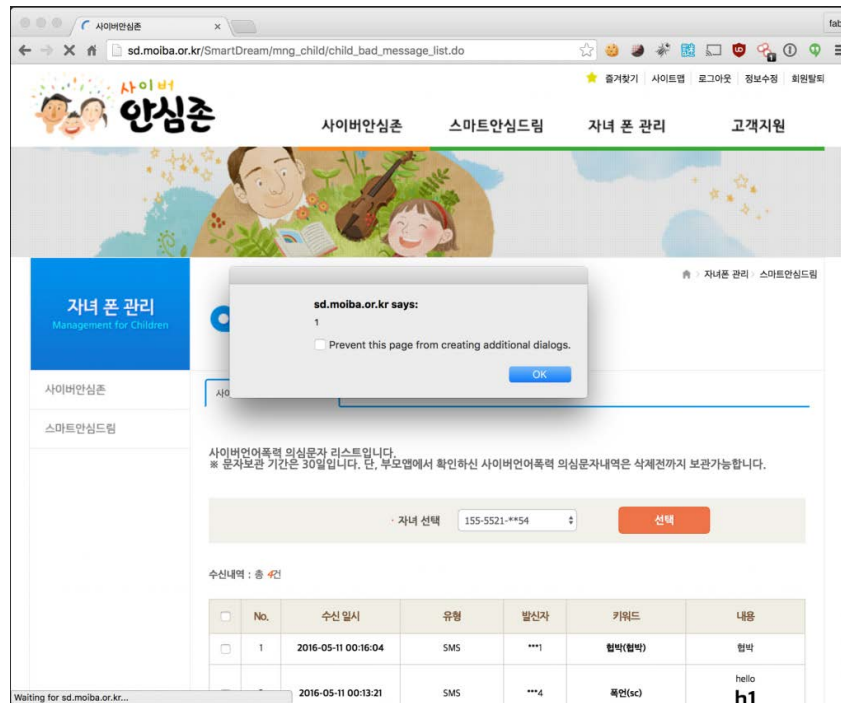 사이버안심존
fab
sd.moiba.or.kr/SmartDream/mng_child/child_bad_message_list.do
즐겨찾기 사이트맵 로그아웃 정보수정 회원탈퇴
사이버
안심존
사이버안심존 스마트안심드림 자녀 폰 관리 고객지원
자녀폰 관리 > 스마트안심드림
자녀 폰 관리
Management for Children
sd.moiba.or.kr says:
1
Prevent this page from creating additional dialogs.
OK
사이버안심존
스마트안심드림
사이버언어폭력 의심문자 리스트입니다.
※ 문자보관 기간은 30일입니다. 단, 부모앱에서 확인하신 사이버언어폭력 의심문자내역은 삭제전까지 보관가능합니다.
· 자녀 선택 155-5521-**54 선택
수신내역 : 총 4건
No. 수신 일시 유형 발신자 키워드 내용
1 2016-05-11 00:16:04 SMS ***1 협박(협박) 협박
hello
2016-05-11 00:13:21 SMS ***4 폭언(sc) h1
Waiting for sd.moiba.or.kr...